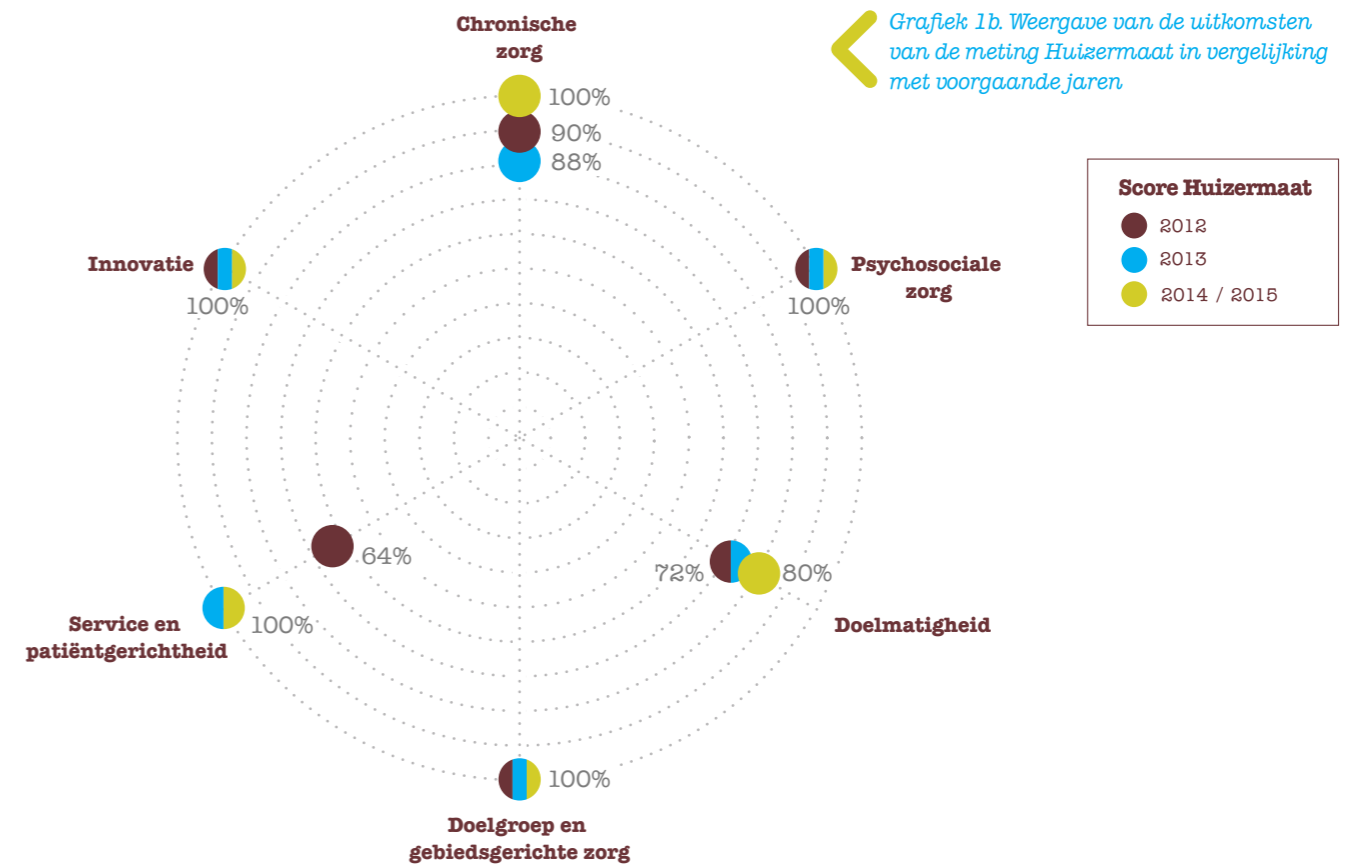 Chronische
zorg
Grafiek 1b. Weergave van de uitkomsten
van de meting Huizermaat in vergelijking
met voorgaande jaren
100%
90%
88%
Score Huizermaat
2012
2013
2014 / 2015
Innovatie
100%
Psychosociale
zorg
100%
64%
72%
80%
Service en
patiëntgerichtheid
100%
Doelmatigheid
100%
Doelgroep en
gebiedsgerichte zorg